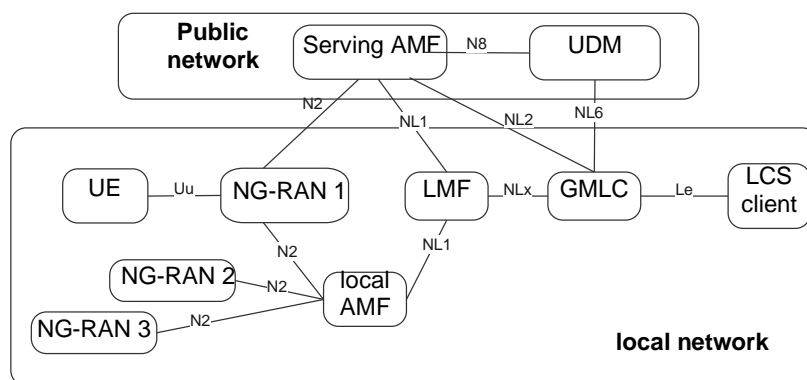 Public
network
Serving AMF
N8
UDM
N2
NL1
NL2
NL6
UE
Uu
NG-RAN 1
LMF
NLx
GMLC
Le
LCS
client
N2
NL1
NG-RAN 2
N2
local
AMF
NG-RAN 3
N2
local network